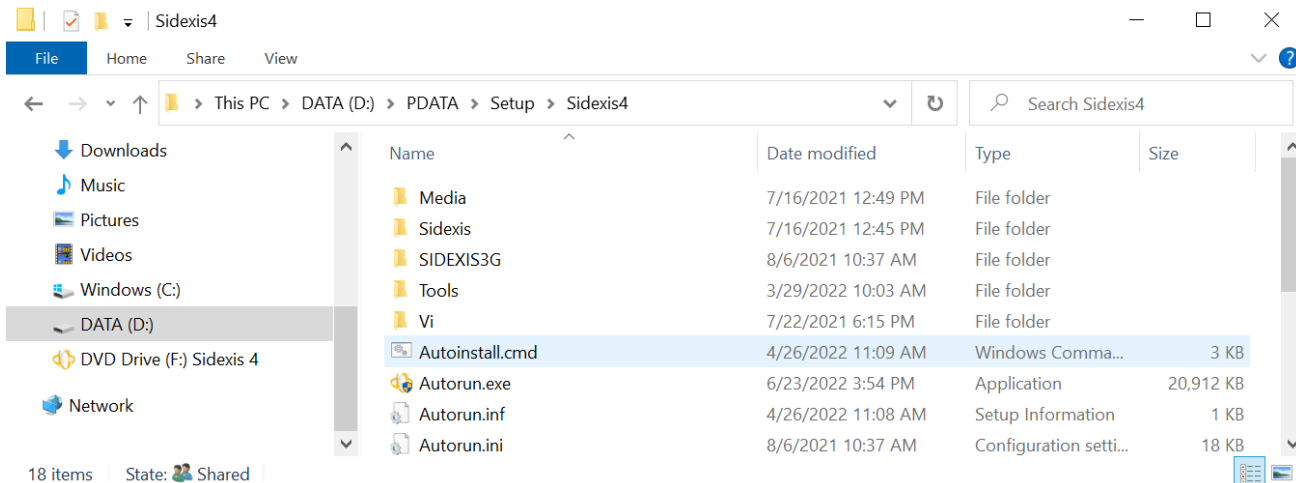 Sidexis4
File Home Share View
This PC > DATA (D:) > PDATA > Setup > Sidexis4 Search Sidexis4
Downloads
Music
Pictures
Videos
Windows (C:)
DATA (D:)
DVD Drive (F:) Sidexis 4
Network
Name Date modified Type Size
Media 7/16/2021 12:49 PM File folder
Sidexis 7/16/2021 12:45 PM File folder
SIDEXIS3G 8/6/2021 10:37 AM File folder
Tools 3/29/2022 10:03 AM File folder
Vi 7/22/2021 6:15 PM File folder
Autoinstall.cmd 4/26/2022 11:09 AM Windows Comma... 3 KB
Autorun.exe 6/23/2022 3:54 PM Application 20,912 KB
Autorun.inf 4/26/2022 11:08 AM Setup Information 1 KB
Autorun.ini 8/6/2021 10:37 AM Configuration setti... 18 KB
18 items State: Shared